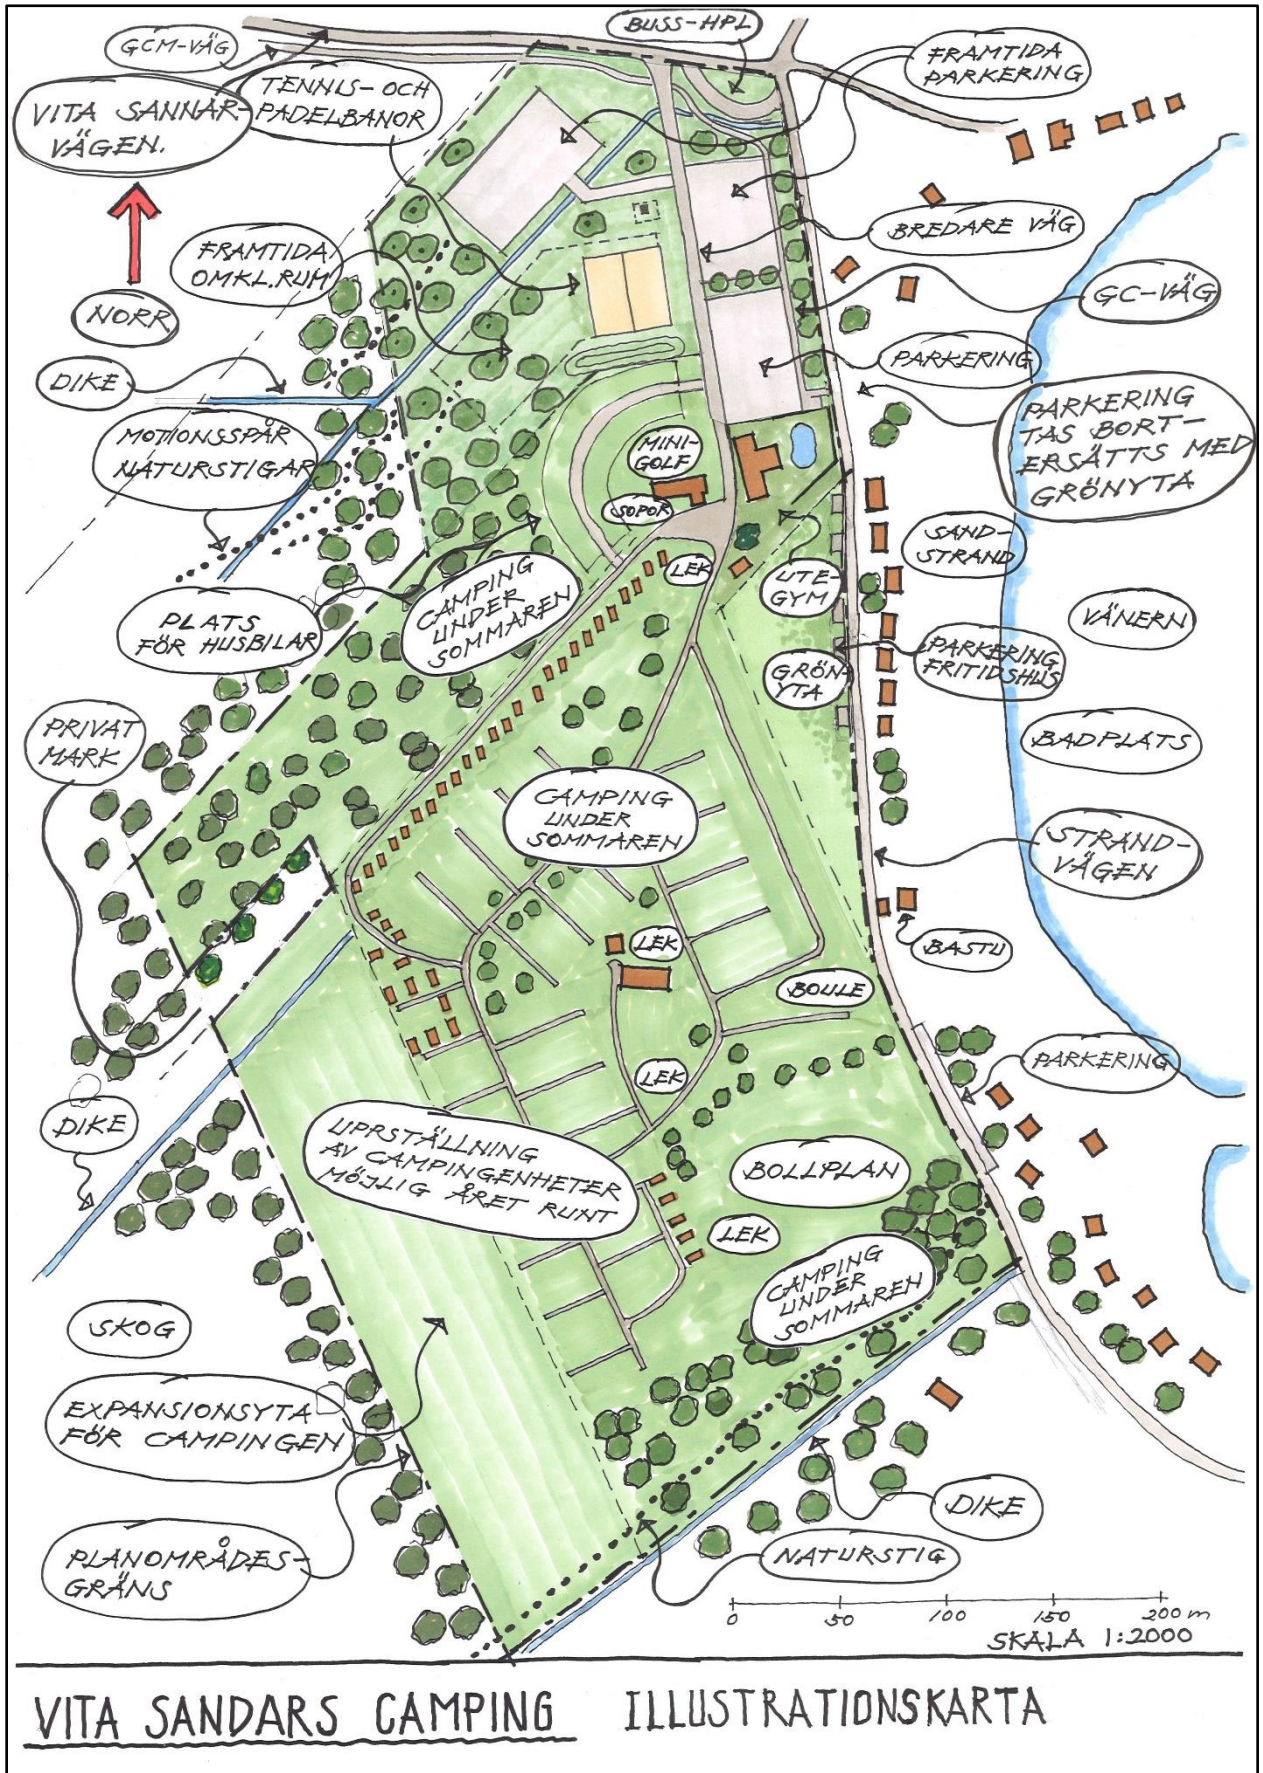 BUSS-HPL
GCM-VÄG
FRAMTIDA
PARKERING
TENNIS- OCH
PADELBANOR
VITA SANNAR-
VÄGEN.
BREDARE VÄG
FRAMTIDA
OMKL.RUM
GC-VÄG
NORR
PARKERING
DIKE
PARKERING
TAS BORT-
ERSÄTTS MED
GRÖNYTA
MOTIONSSPÅR
NATURSTIGAR
MINI-
GOLF
SOPOR
SAND-
STRAND
LEK
UTE-
GYM
CAMPING
UNDER
SOMMAREN
PLATS
FÖR HUSBILAR
VÄNERN
PARKERING
FRITIDSHUS
GRÖN-
YTA
PRIVAT
MARK
BADPLATS
CAMPING
UNDER
SOMMAREN
STRAND-
VÄGEN
LEK
BASTU
BOULE
PARKERING
LEK
DIKE
UPRSTÄLLNING
AV CAMPINGENHETER
MÖJLIG ÅRET RUNT
BOLLPLAN
LEK
CAMPING
UNDER
SOMMAREN
SKOG
EXPANSIONSYTA
FÖR CAMPINGEN
DIKE
PLANOMRÅDES-
GRÄNS
NATURSTIG
0 50 100 150 200 m
SKALA 1:2000
VITA SANDARS CAMPING ILLUSTRATIONSKARTA